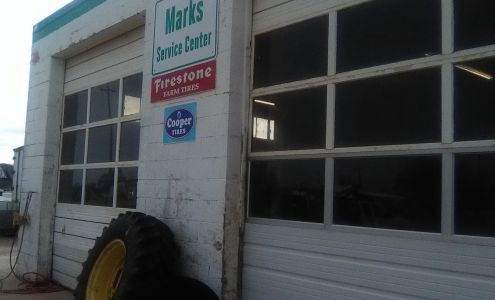 Marks
Service Center
Firestone
FARM TIRES
Cooper
TIRES